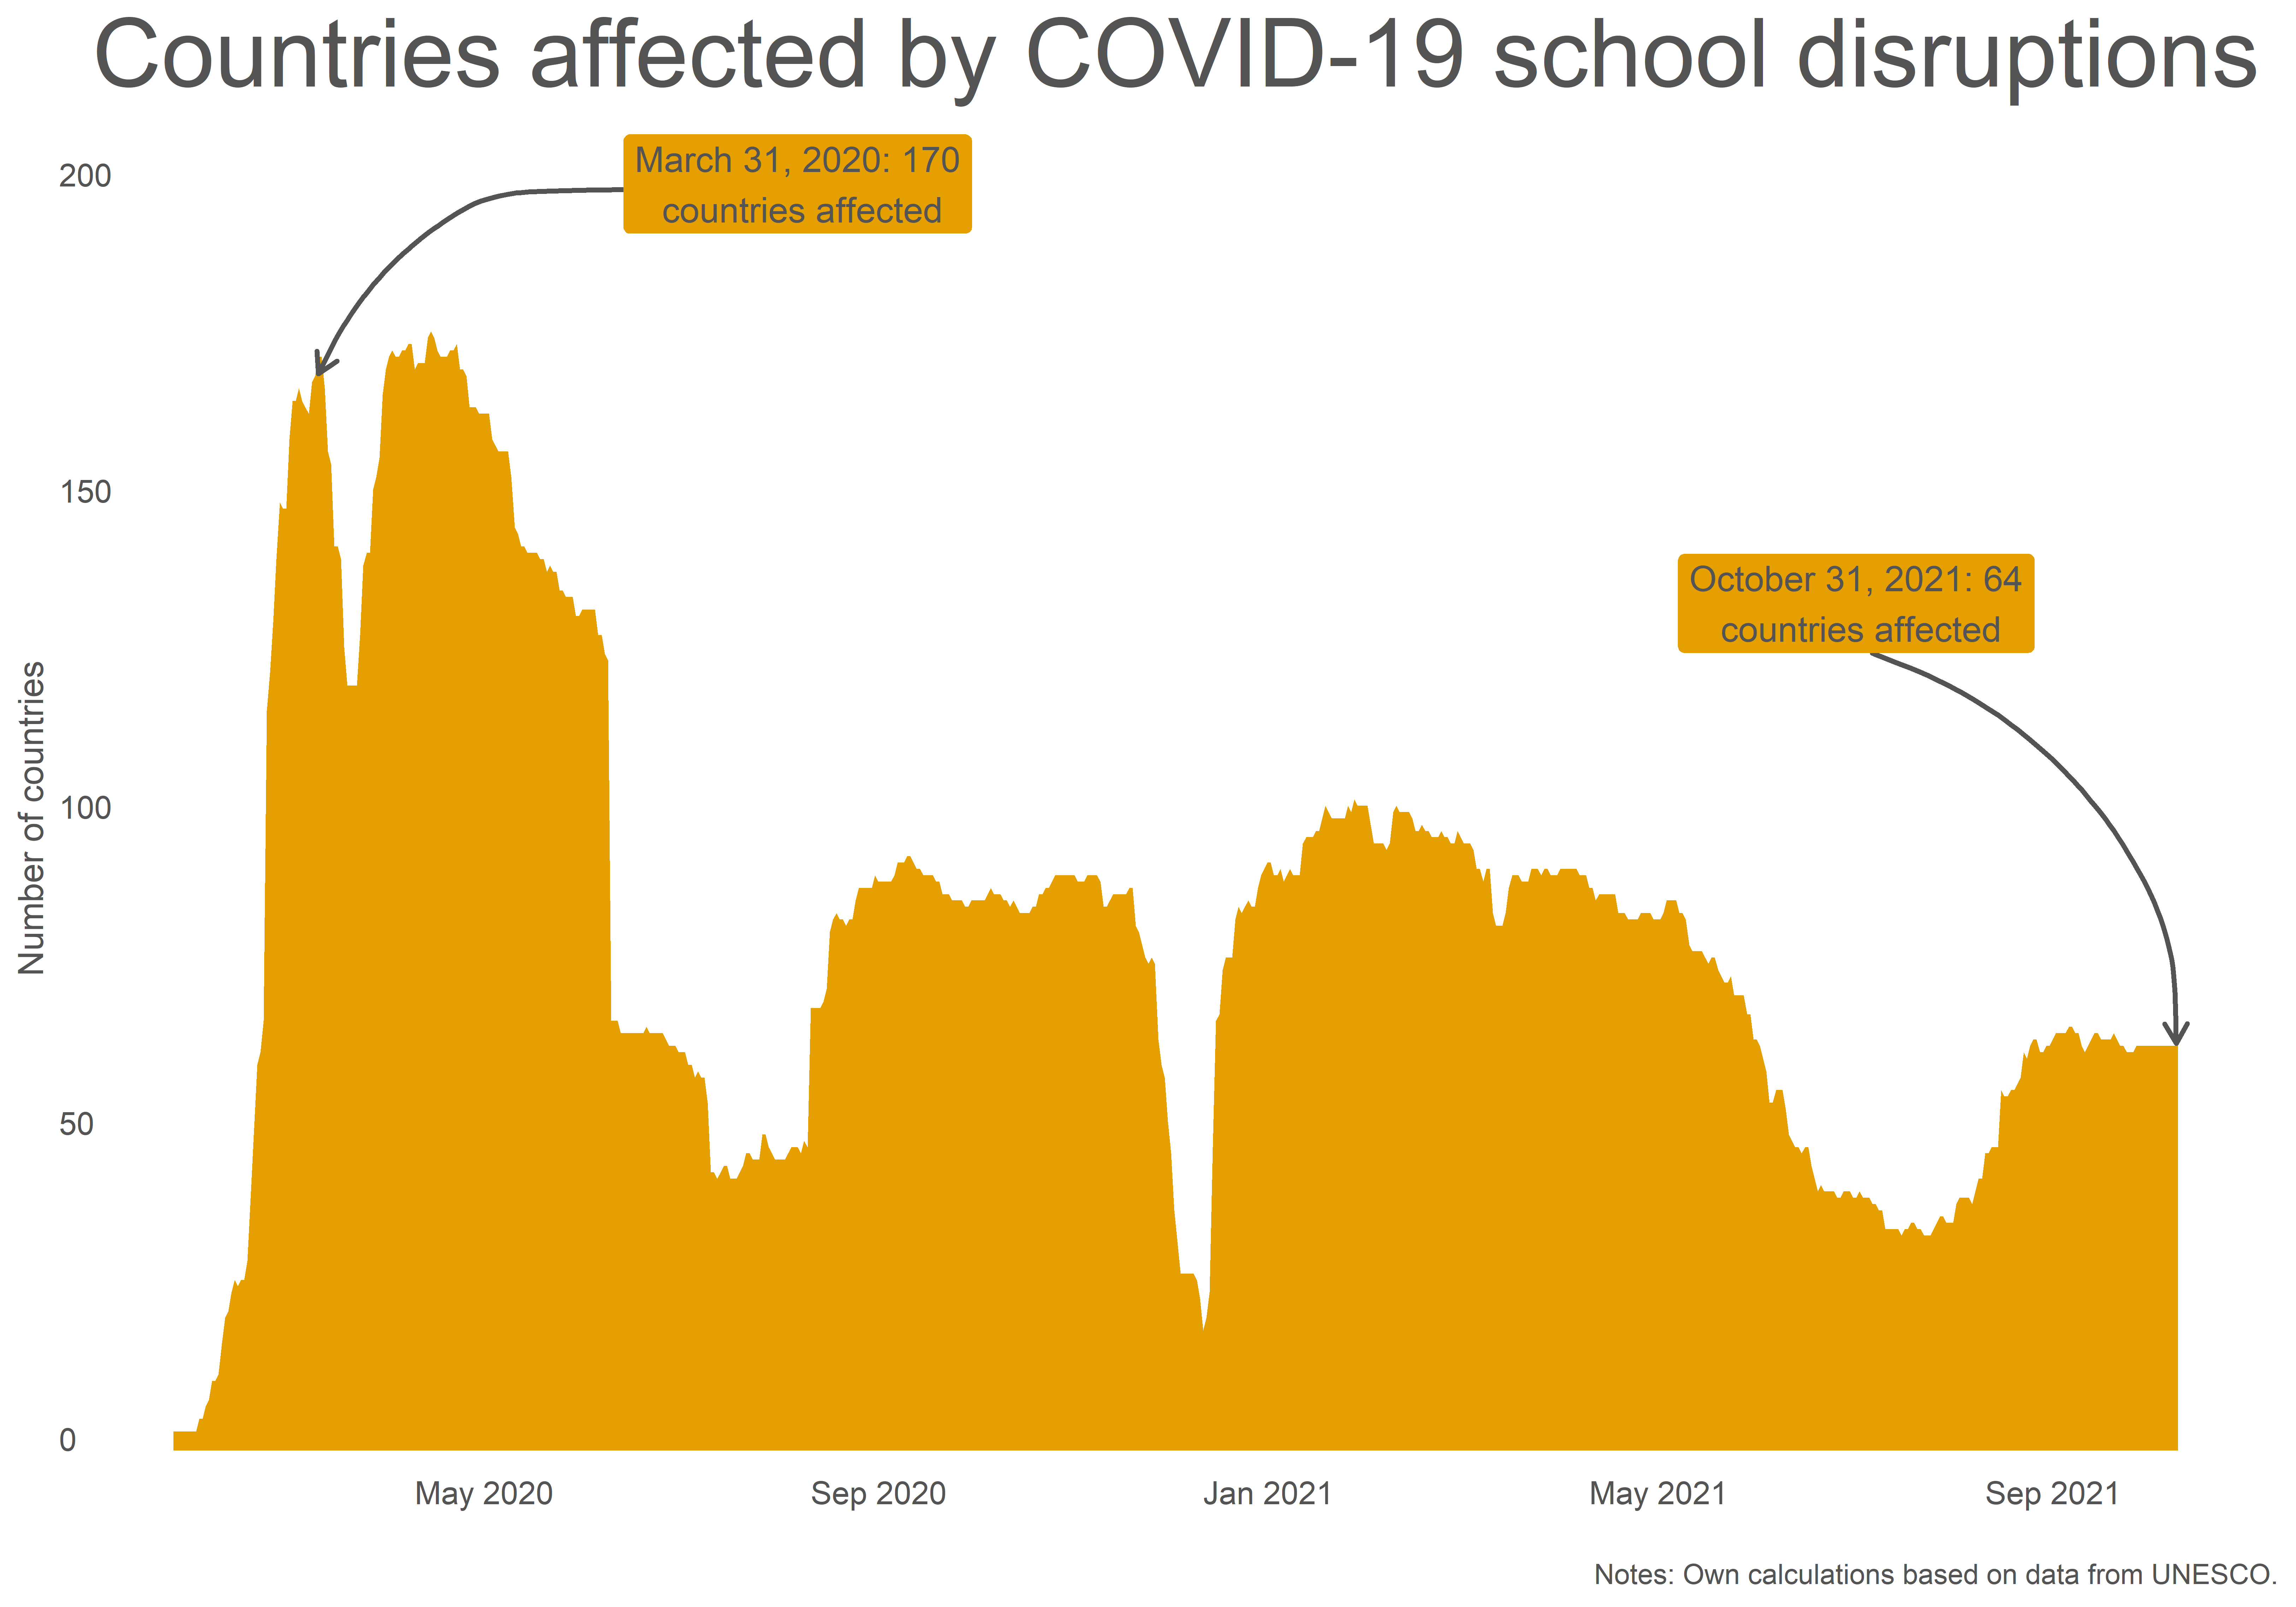 Countries affected by COVID-19 school disruptions
March 31, 2020: 170
countries affected
October 31, 2021: 64
countries affected
Number of countries
200
150
100
50
0
May 2020
Sep 2020
Jan 2021
May 2021
Sep 2021
Notes: Own calculations based on data from UNESCO.